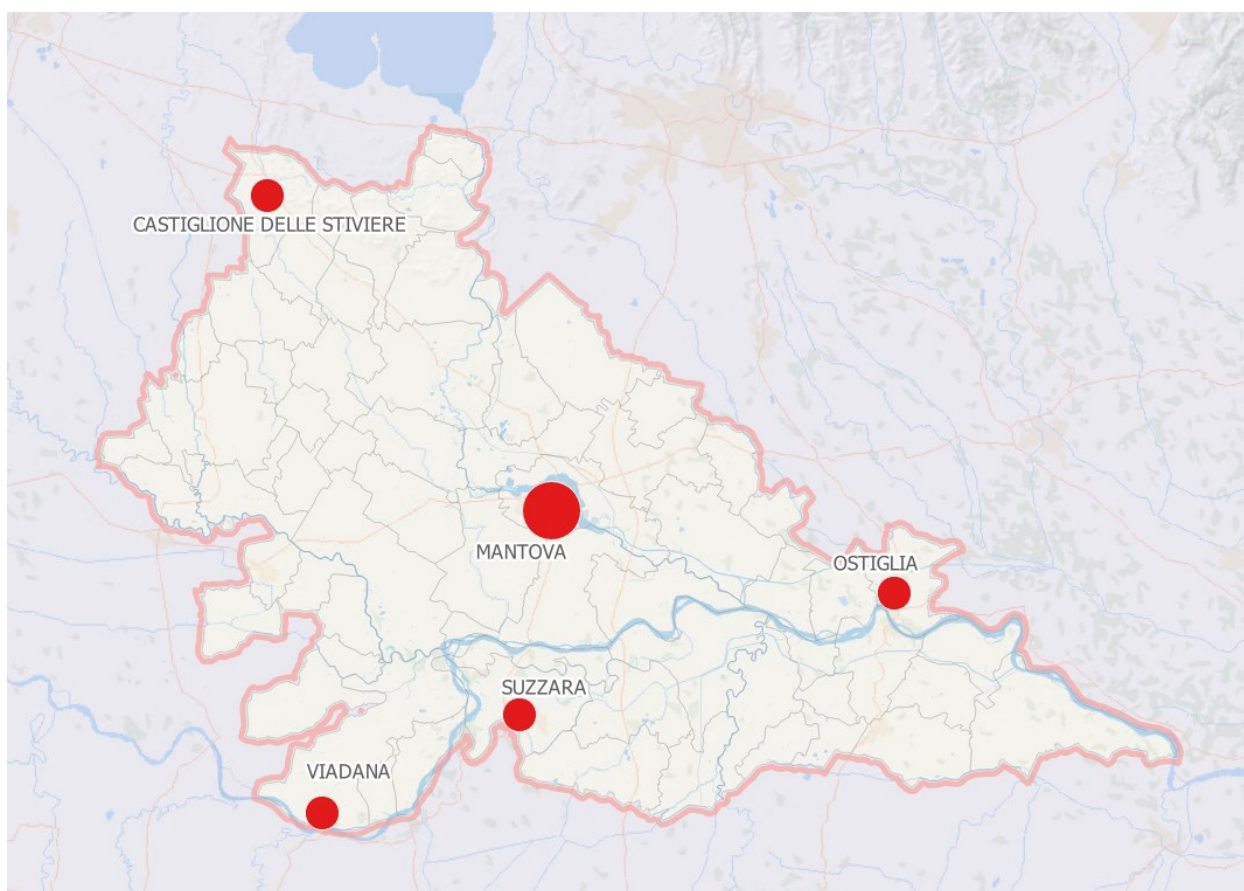 CASTIGLIONE DELLE STIVIERE
MANTOVA
OSTIGLIA
SUZZARA
VIADANA